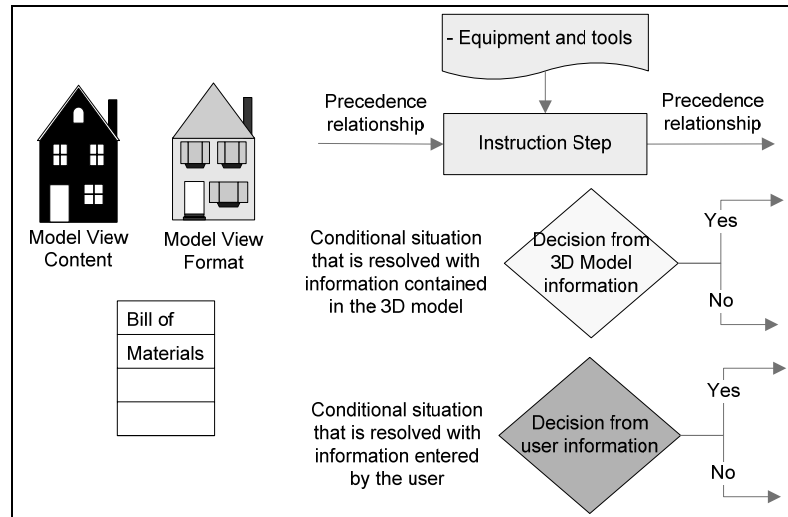 - Equipment and tools
Precedence
relationship
Instruction Step
Precedence
relationship
Model View
Content
Model View
Format
Bill of
Materials
Conditional situation
that is resolved with
information contained
in the 3D model
Decision from
3D Model
information
Yes
No
Conditional situation
that is resolved with
information entered
by the user
Decision from
user information
Yes
No